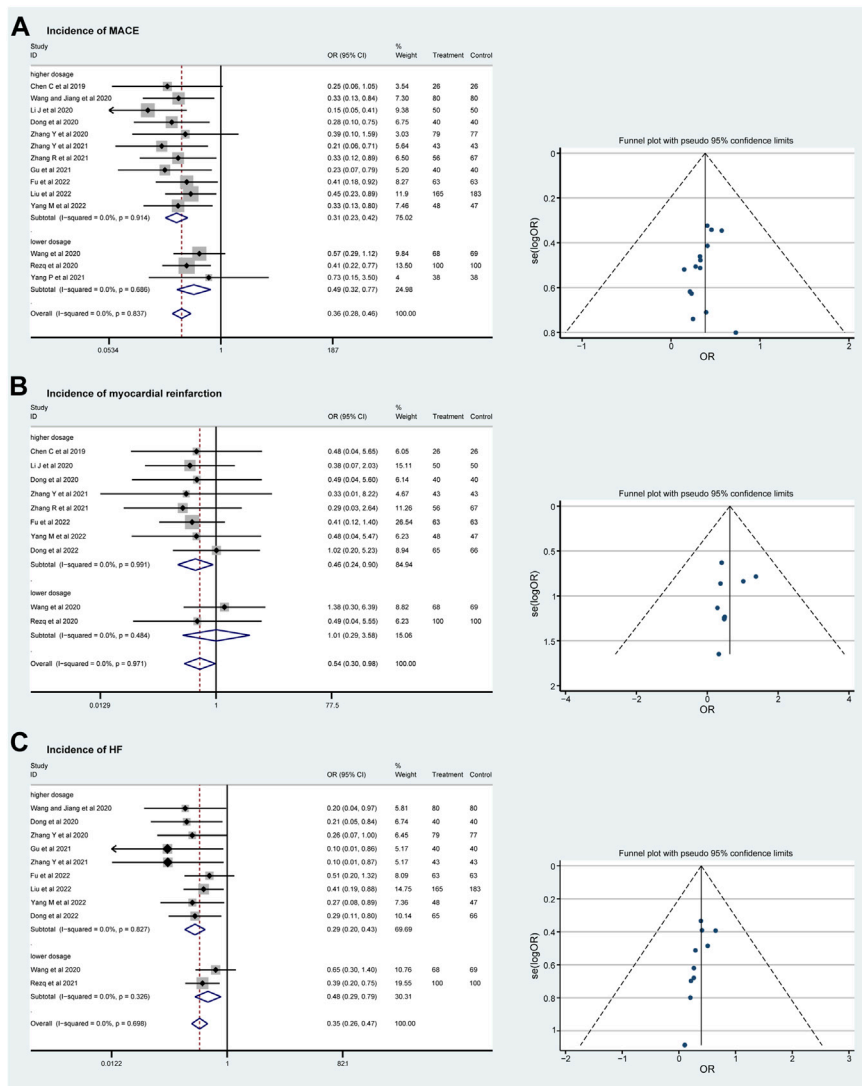 A Incidence of MACE
Study
ID OR (95% CI) % Weight Treatment Control
higher dosage
Chen C et al 2019 0.25 (0.06, 1.05) 3.54 26 26
Wang and Jiang et al 2020 0.33 (0.13, 0.84) 7.30 80 80
Li J et al 2020 0.15 (0.05, 0.41) 9.38 50 50
Dong et al 2020 0.28 (0.10, 0.75) 6.75 40 40
Zhang Y et al 2020 0.39 (0.10, 1.59) 3.03 79 77
Zhang Y et al 2021 0.21 (0.06, 0.71) 5.64 43 43
Zhang R et al 2021 0.33 (0.12, 0.89) 6.50 56 67
Gu et al 2021 0.23 (0.07, 0.79) 5.20 40 40
Fu et al 2022 0.41 (0.18, 0.92) 8.27 63 63
Liu et al 2022 0.45 (0.23, 0.89) 11.9 165 183
Yang M et al 2022 0.33 (0.13, 0.80) 7.46 48 47
Subtotal (I-squared = 0.0%, p = 0.914) 0.31 (0.23, 0.42) 75.02
.
lower dosage
Wang et al 2020 0.57 (0.29, 1.12) 9.84 68 69
Rezq et al 2020 0.41 (0.22, 0.77) 13.50 100 100
Yang P et al 2021 0.73 (0.15, 3.50) 4 38 38
Subtotal (I-squared = 0.0%, p = 0.686) 0.49 (0.32, 0.77) 24.98
.
Overall (I-squared = 0.0%, p = 0.837) 0.36 (0.28, 0.46) 100.00
0.0534 1 187
Funnel plot with pseudo 95% confidence limits
se(logOR)
0
0.2
0.4
0.6
0.8
-1 0 1 2
OR
B Incidence of myocardial reinfarction
Study
ID OR (95% CI) % Weight Treatment Control
higher dosage
Chen C et al 2019 0.48 (0.04, 5.65) 6.05 26 26
Li J et al 2020 0.38 (0.07, 2.03) 15.11 50 50
Dong et al 2020 0.49 (0.04, 5.60) 6.14 40 40
Zhang Y et al 2021 0.33 (0.01, 8.22) 4.67 43 43
Zhang R et al 2021 0.29 (0.03, 2.64) 11.26 56 67
Fu et al 2022 0.41 (0.12, 1.40) 26.54 63 63
Yang M et al 2022 0.48 (0.04, 5.47) 6.23 48 47
Dong et al 2022 1.02 (0.20, 5.23) 8.94 65 66
Subtotal (I-squared = 0.0%, p = 0.991) 0.46 (0.24, 0.90) 84.94
.
lower dosage
Wang et al 2020 1.38 (0.30, 6.39) 8.82 68 69
Rezq et al 2020 0.49 (0.04, 5.55) 6.23 100 100
Subtotal (I-squared = 0.0%, p = 0.484) 1.01 (0.29, 3.58) 15.06
.
Overall (I-squared = 0.0%, p = 0.971) 0.54 (0.30, 0.98) 100.00
0.0129 1 77.5
Funnel plot with pseudo 95% confidence limits
se(logOR)
0
0.5
1
1.5
2
-4 -2 0 2 4
OR
C Incidence of HF
Study
ID OR (95% CI) % Weight Treatment Control
higher dosage
Wang and Jiang et al 2020 0.20 (0.04, 0.97) 5.81 80 80
Dong et al 2020 0.21 (0.05, 0.84) 6.74 40 40
Zhang Y et al 2020 0.26 (0.07, 1.00) 6.45 79 77
Gu et al 2021 0.10 (0.01, 0.86) 5.17 40 40
Zhang Y et al 2021 0.10 (0.01, 0.87) 5.17 43 43
Fu et al 2022 0.51 (0.20, 1.32) 8.09 63 63
Liu et al 2022 0.41 (0.19, 0.88) 14.75 165 183
Yang M et al 2022 0.27 (0.08, 0.89) 7.36 48 47
Dong et al 2022 0.29 (0.11, 0.80) 10.14 65 66
Subtotal (I-squared = 0.0%, p = 0.827) 0.29 (0.20, 0.43) 69.69
.
lower dosage
Wang et al 2020 0.65 (0.30, 1.40) 10.76 68 69
Rezq et al 2021 0.39 (0.20, 0.75) 19.55 100 100
Subtotal (I-squared = 0.0%, p = 0.326) 0.48 (0.29, 0.79) 30.31
.
Overall (I-squared = 0.0%, p = 0.698) 0.35 (0.26, 0.47) 100.00
0.0122 1 821
Funnel plot with pseudo 95% confidence limits
se(logOR)
0
0.2
0.4
0.6
0.8
1
-2 -1 0 1 2 3
OR